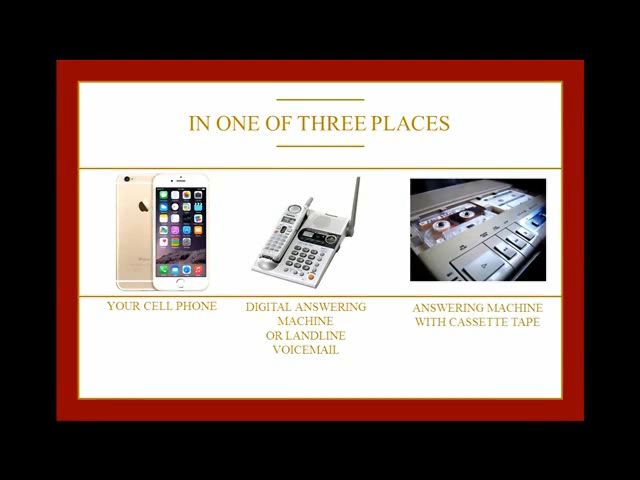 IN ONE OF THREE PLACES
YOUR CELL PHONE
DIGITAL ANSWERING
MACHINE
OR LANDLINE
VOICEMAIL
ANSWERING MACHINE
WITH CASSETTE TAPE